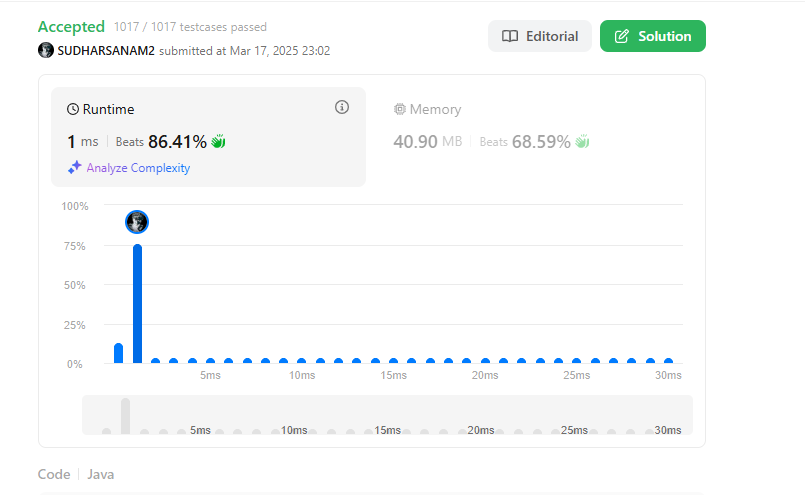 Accepted 1017 / 1017 testcases passed
SUDHARSANAM2 submitted at Mar 17, 2025 23:02
Editorial
Solution
Runtime
1 ms Beats 86.41%
Analyze Complexity
Memory
40.90 MB Beats 68.59%
100%
75%
50%
25%
0%
5ms 10ms 15ms 20ms 25ms 30ms
5ms 10ms 15ms 20ms 25ms 30ms
Code Java